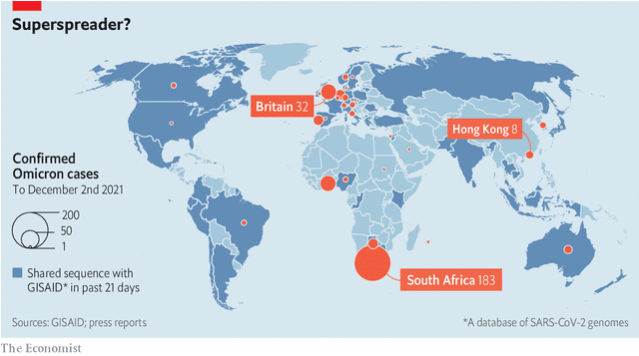 Superspreader?
Britain 32
Hong Kong 8
Confirmed
Omicron cases
To December 2nd 2021
200
50
1
South Africa 183
Shared sequence with
GISAID* in past 21 days
Sources: GISAID; press reports
*A database of SARS-CoV-2 genomes
The Economist